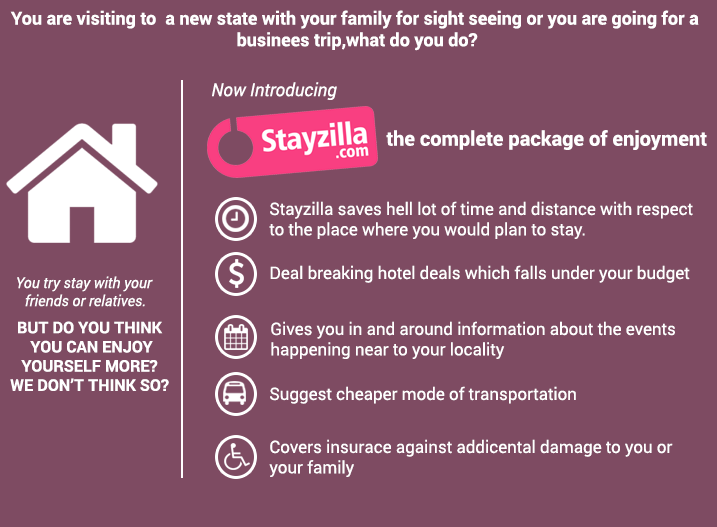 You are visiting to  a new state with your family for sight seeing or you are going for a
businees trip,what do you do?
Now Introducing
Stayzilla
.com
the complete package of enjoyment
You try stay with your
friends or relatives.
BUT DO YOU THINK
YOU CAN ENJOY
YOURSELF MORE?
WE DON'T THINK SO?
Stayzilla saves hell lot of time and distance with respect
to the place where you would plan to stay.
$
Deal breaking hotel deals which falls under your budget
Gives you in and around information about the events
happening near to your locality
Suggest cheaper mode of transportation
Covers insurace against addicental damage to you or
your family